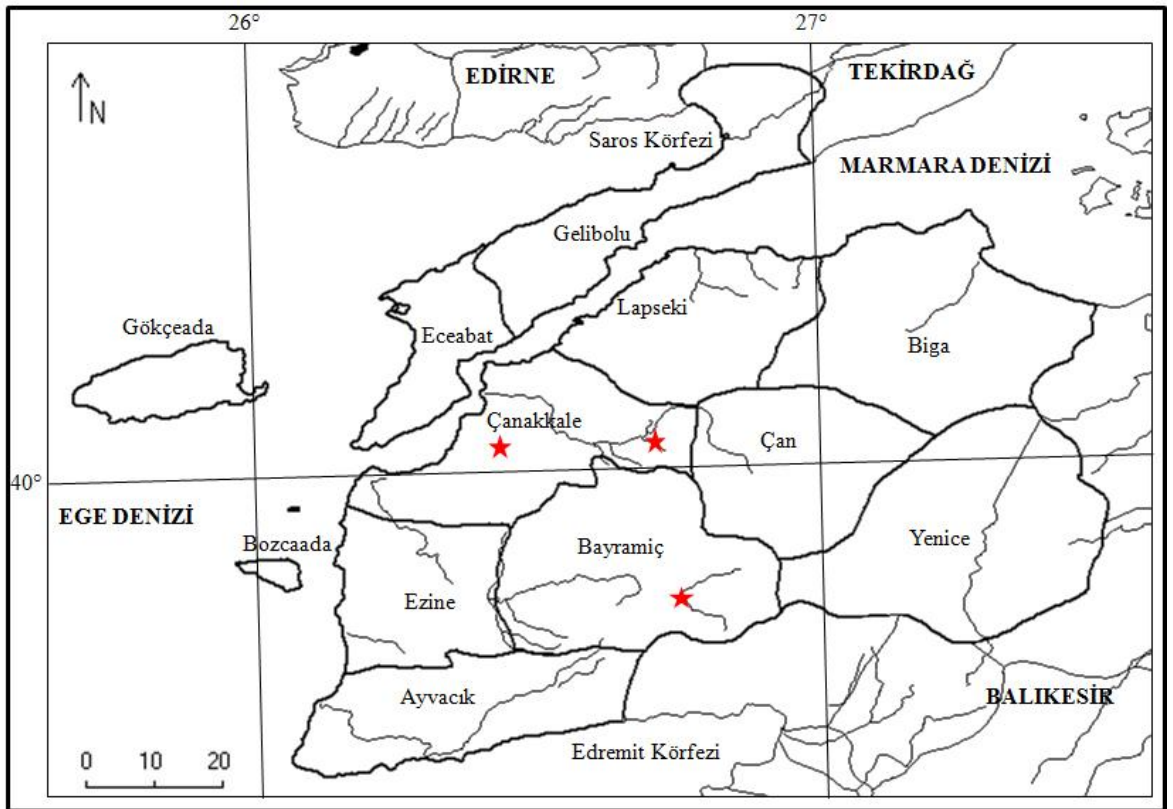 26° 27°
EDİRNE
TEKİRDAĞ
N
Saros Körfezi
MARMARA DENİZİ
Gelibolu
Lapseki
Gökçeada
Eceabat
Biga
Çanakkale
Çan
40°
EGE DENİZİ
Bozcaada
Bayramiç
Yenice
Ezine
Ayvacık
BALIKESİR
Edremit Körfezi
0 10 20